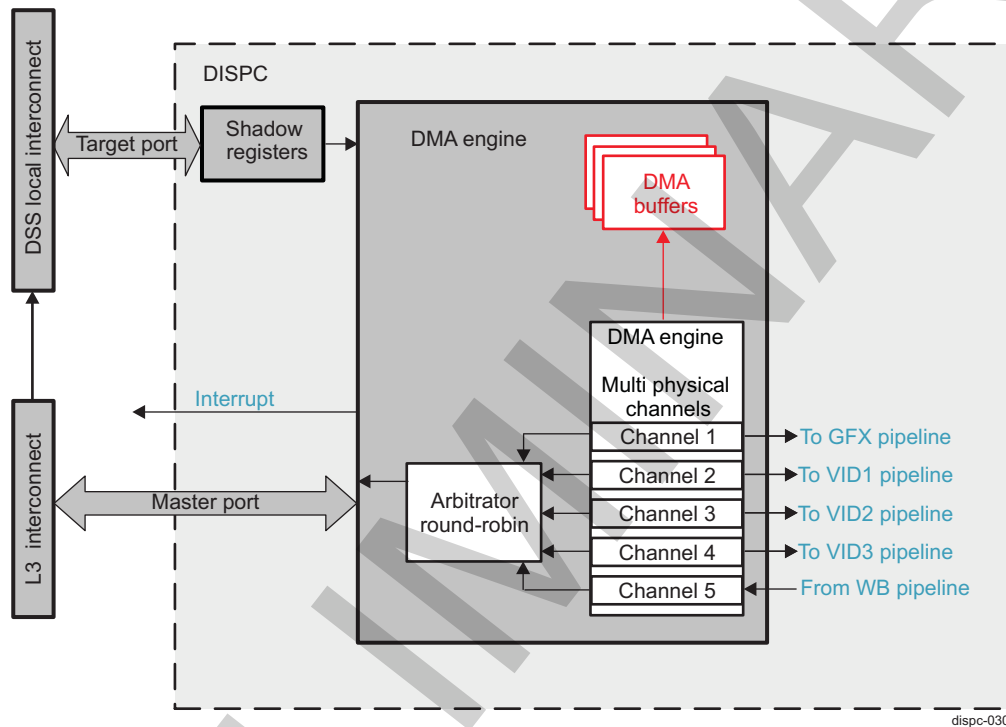 DISPC
DSS local interconnect
Target port
Shadow
registers
DMA engine
DMA
buffers
DMA engine
Multi physical
channels
Interrupt
Channel 1
To GFX pipeline
Channel 2
To VID1 pipeline
L3 interconnect
Master port
Arbitrator
round-robin
Channel 3
To VID2 pipeline
Channel 4
To VID3 pipeline
Channel 5
From WB pipeline
dispc-030